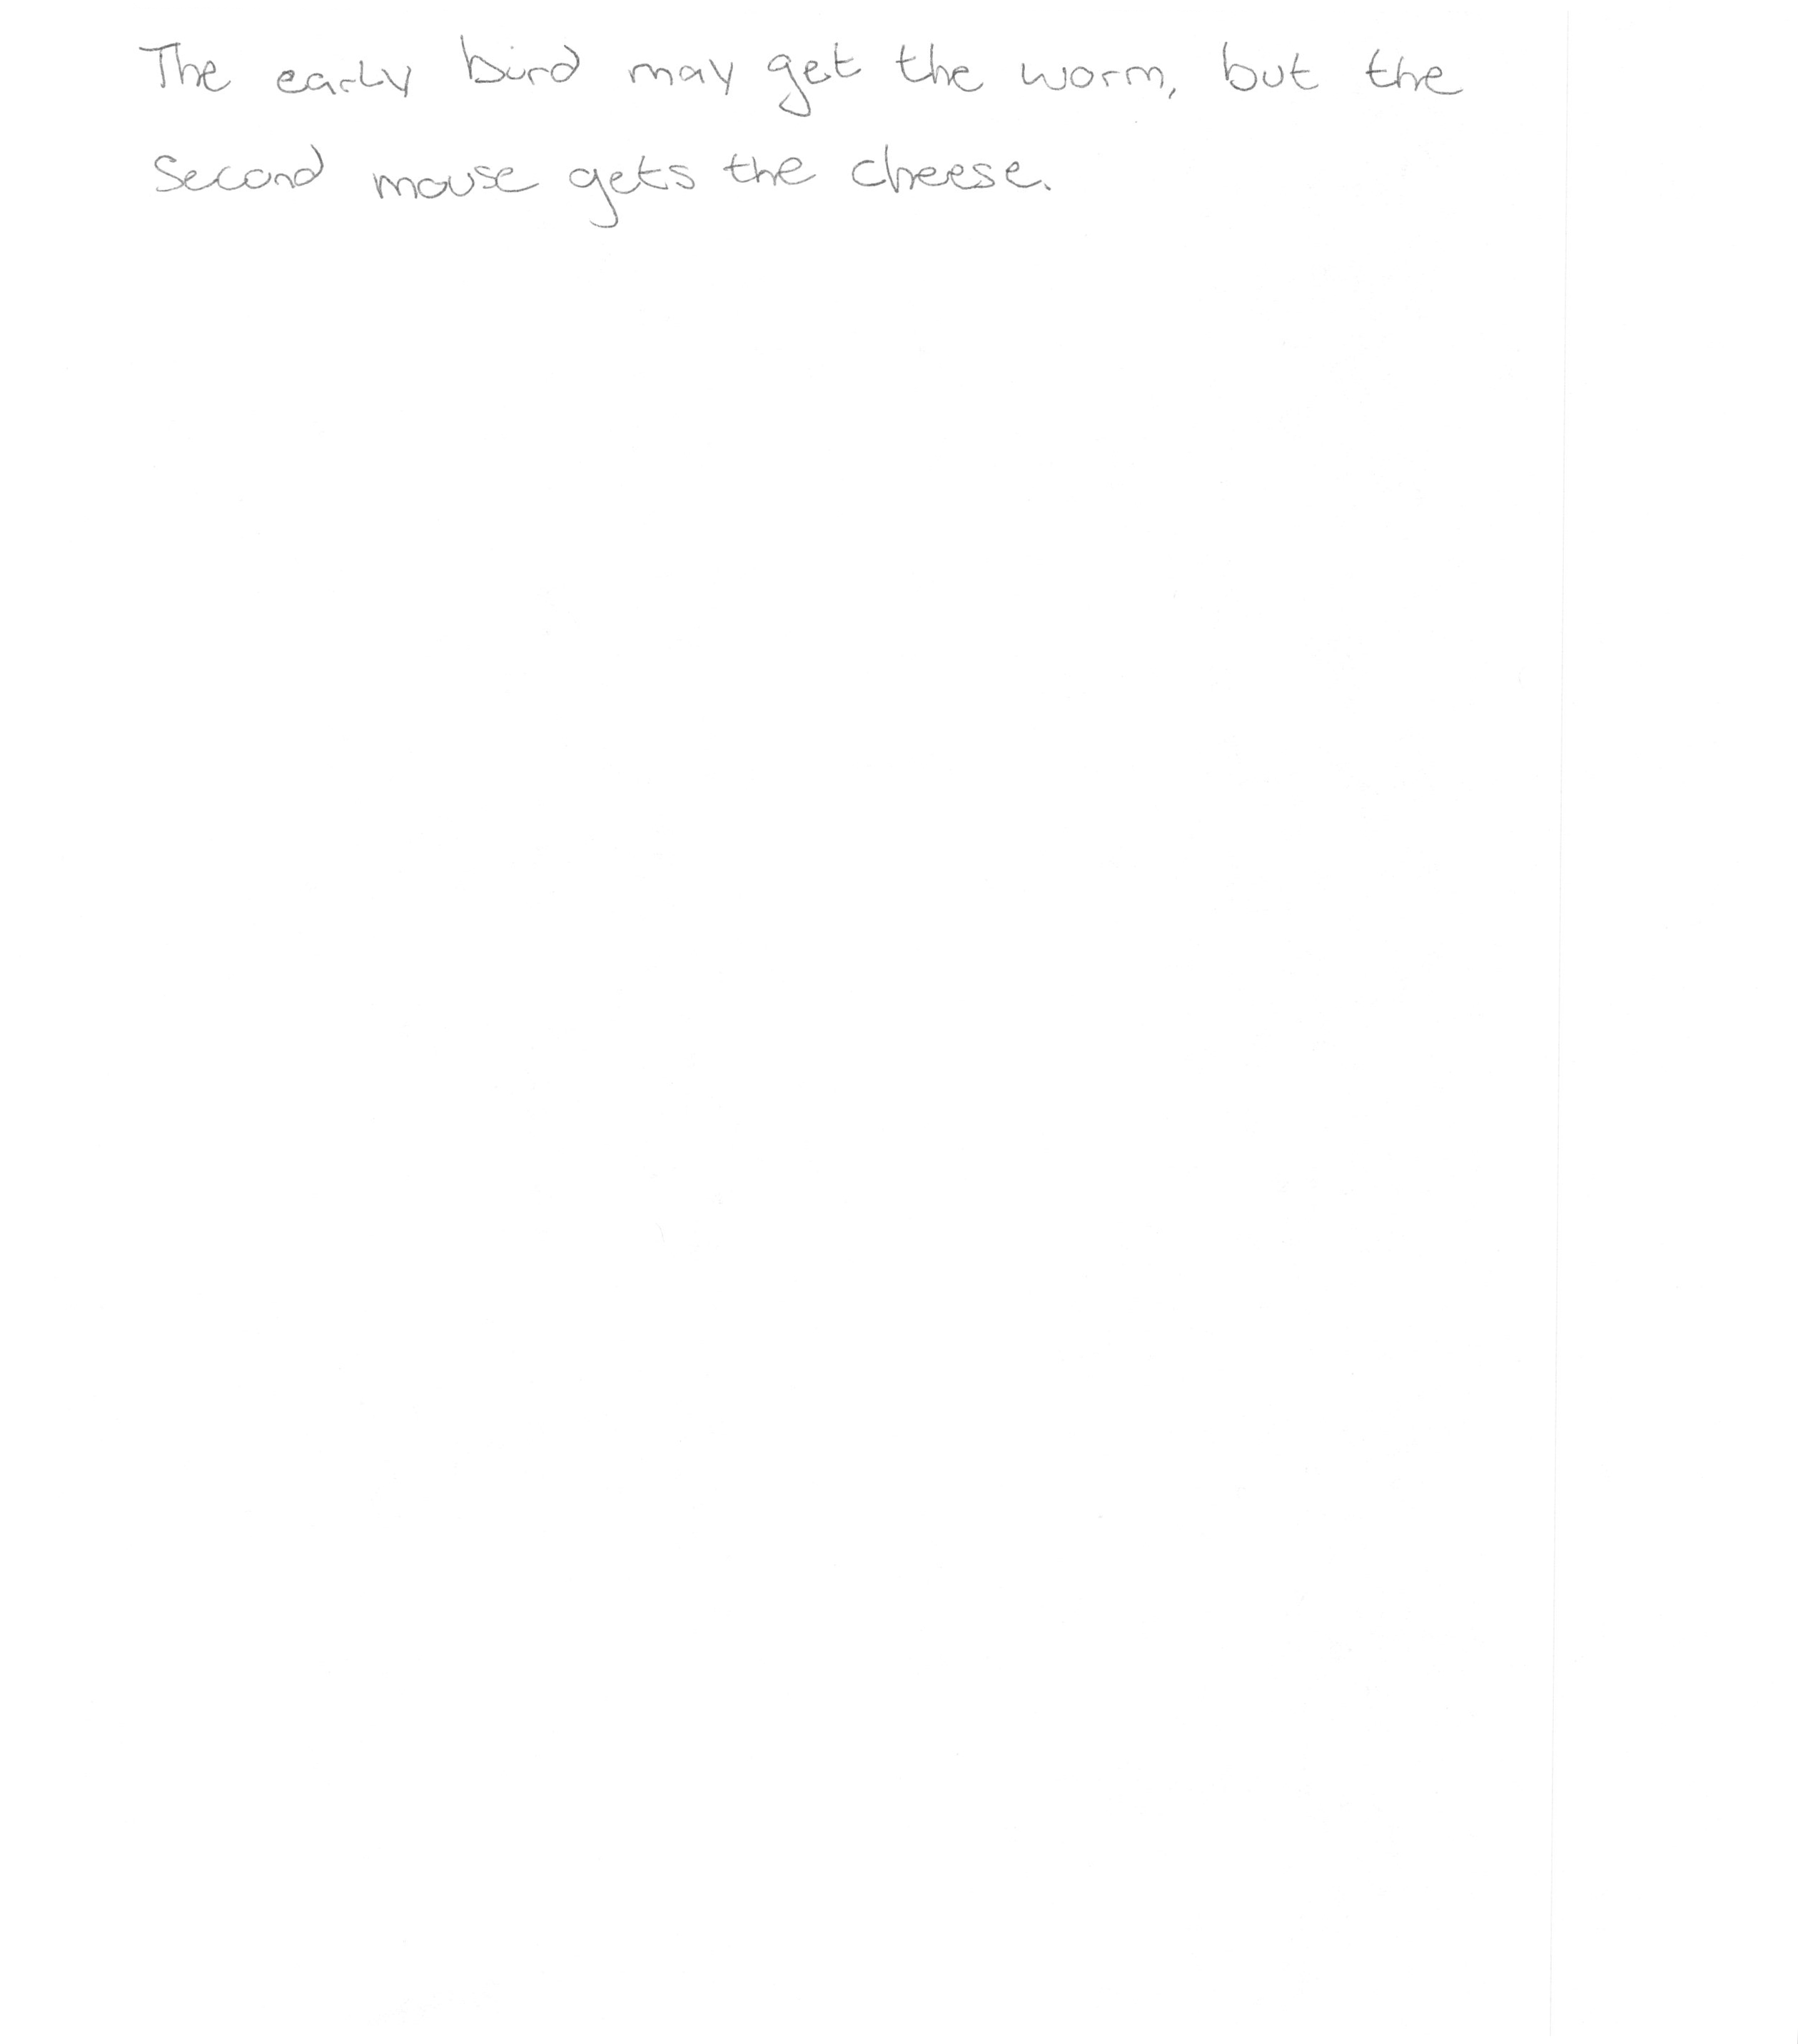 The early bird may get the worm, but the
second mouse gets the cheese.